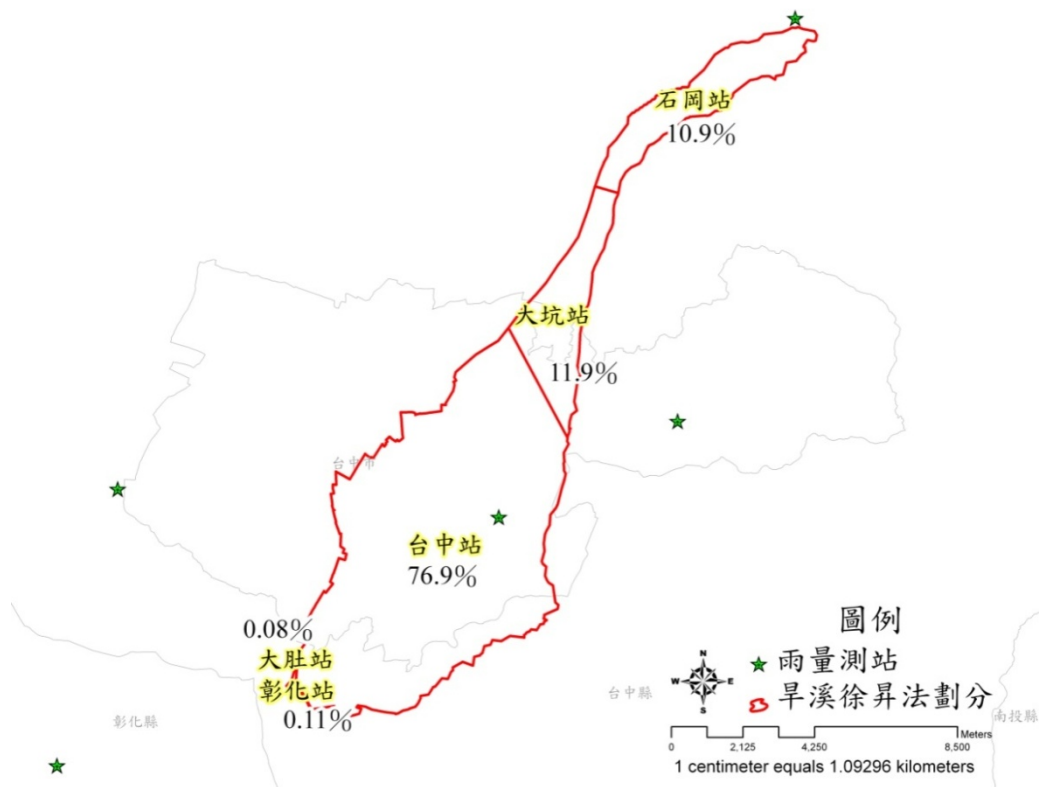 石岡站
10.9%
大坑站
11.9%
台中市
台中站
76.9%
0.08%
大肚站
彰化站
0.11%
彰化縣
台中縣
南投縣
圖例
雨量測站
旱溪徐昇法劃分
N
W
E
S
0
2,125
4,250
8,500
Meters
1 centimeter equals 1.09296 kilometers